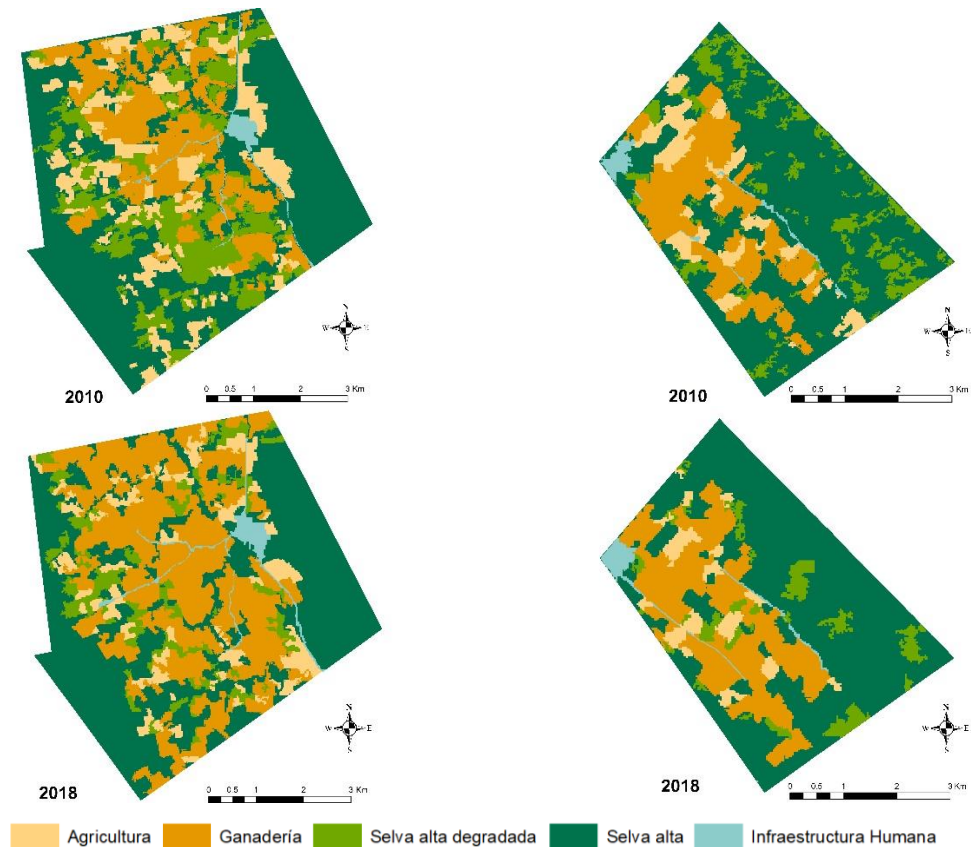 N
W E
S
2010
0 0.5 1 2 3 Km
N
W E
S
2010
0 0.5 1 2 3 Km
N
W E
S
2018
0 0.5 1 2 3 Km
N
W E
S
2018
0 0.5 1 2 3 Km
Agricultura Ganadería Selva alta degradada Selva alta Infraestructura Humana